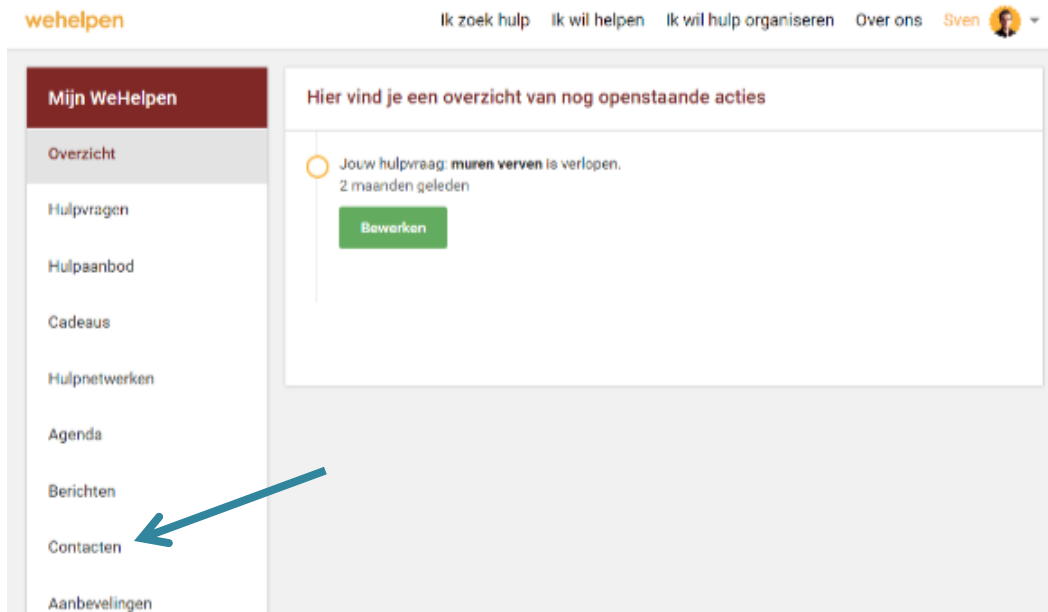 wehelpen
Ik zoek hulp Ik wil helpen Ik wil hulp organiseren Over ons Sven
Mijn WeHelpen
Overzicht
Hulpvragen
Hulpaanbod
Cadeaus
Hulpnetwerken
Agenda
Berichten
Contacten
Aanbevelingen
Hier vind je een overzicht van nog openstaande acties
Jouw hulpvraag: muren verven is verlopen.
2 maanden geleden
Bewerken